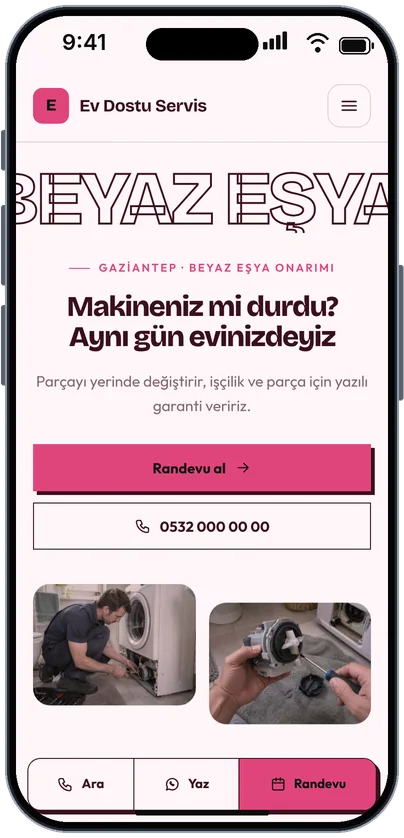 9:41
E Ev Dostu Servis
BEYAZ EŞYA
GAZİANTEP · BEYAZ EŞYA ONARIMI
Makineniz mi durdu?
Aynı gün evinizdeyiz
Parçayı yerinde değiştirir, işçilik ve parça için yazılı
garanti veririz.
Randevu al →
0532 000 00 00
Ara Yaz Randevu